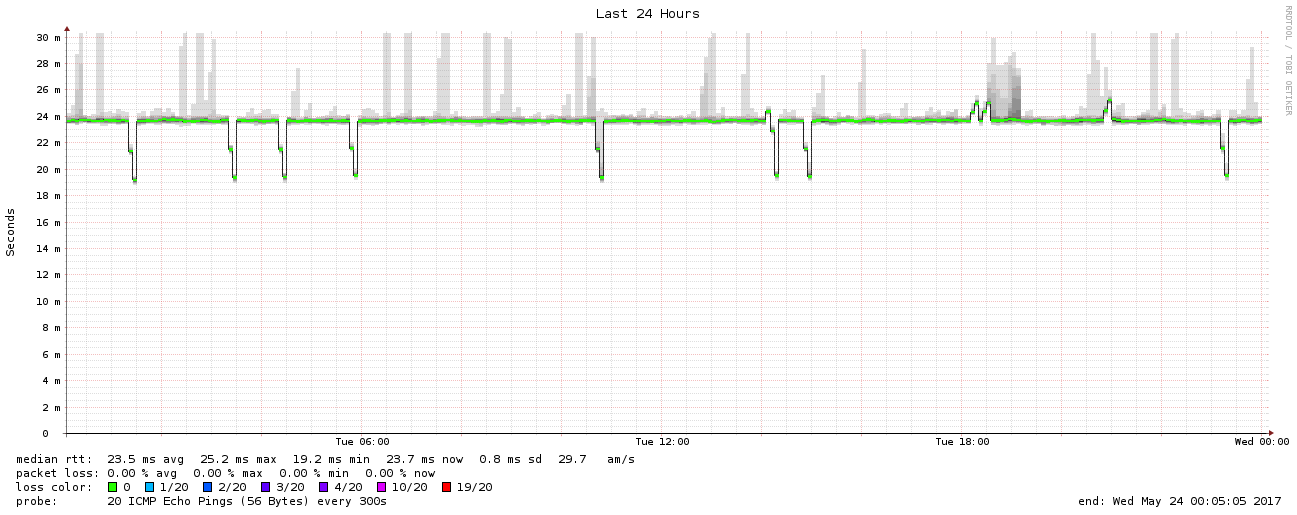 Last 24 Hours
RRDTOOL / TOBI OETIKER
Seconds
30 m
28 m
26 m
24 m
22 m
20 m
18 m
16 m
14 m
12 m
10 m
8 m
6 m
4 m
2 m
0
Tue 06:00 Tue 12:00 Tue 18:00 Wed 00:00
median rtt: 23.5 ms avg 25.2 ms max 19.2 ms min 23.7 ms now 0.8 ms sd 29.7 am/s
packet loss: 0.00 % avg 0.00 % max 0.00 % min 0.00 % now
loss color: 0 1/20 2/20 3/20 4/20 10/20 19/20
probe: 20 ICMP Echo Pings (56 Bytes) every 300s end: Wed May 24 00:05:05 2017